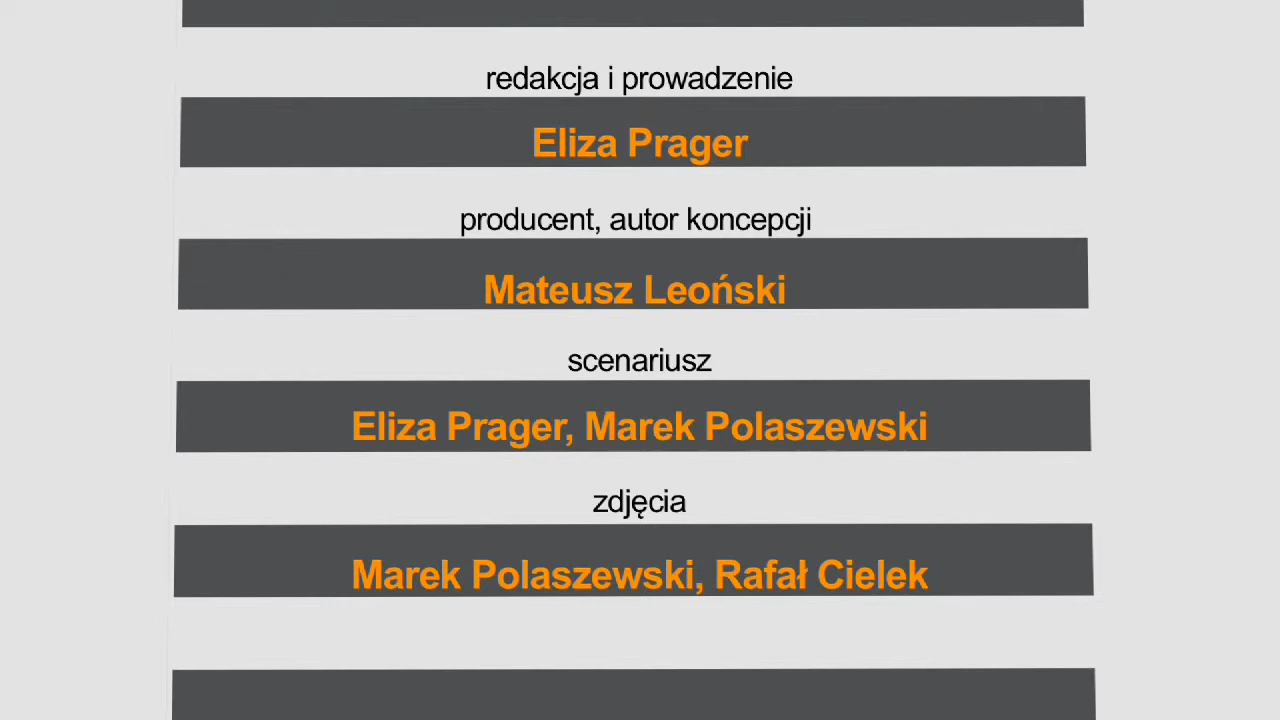 redakcja i prowadzenie
Eliza Prager
producent, autor koncepcji
Mateusz Leoński
scenariusz
Eliza Prager, Marek Polaszewski
zdjęcia
Marek Polaszewski, Rafał Cielek